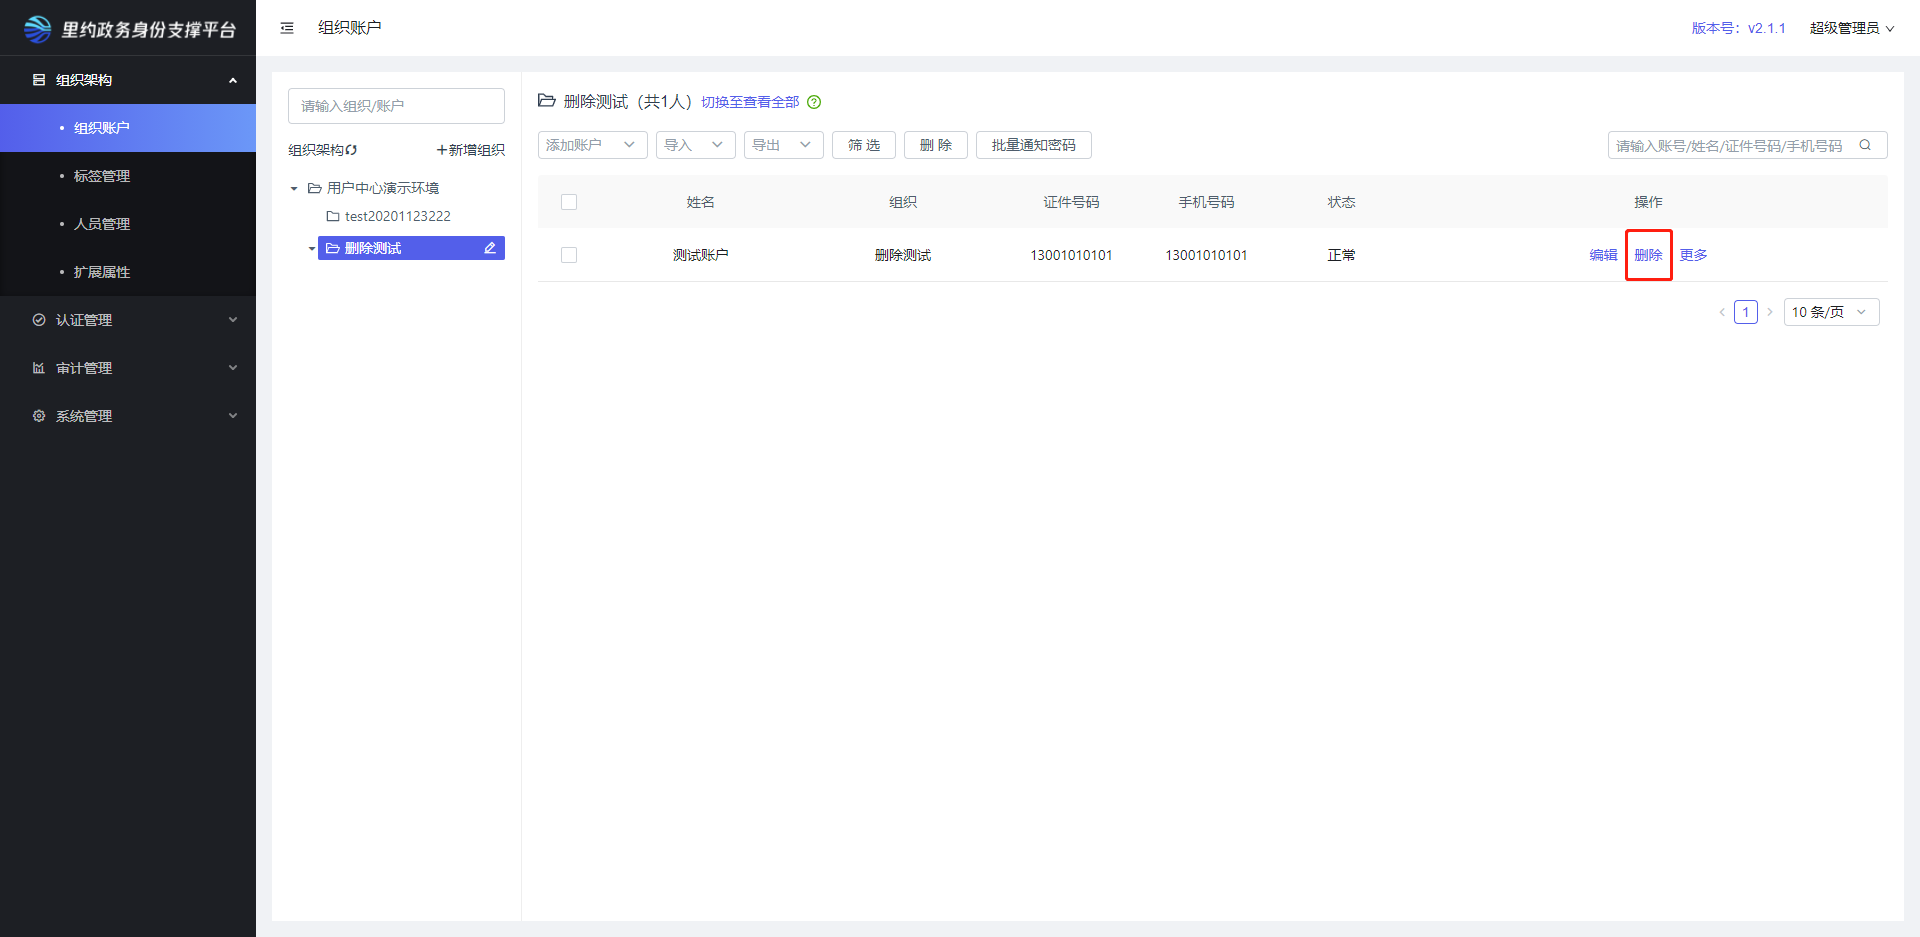 里约政务身份支撑平台
组织架构
组织账户
标签管理
人员管理
扩展属性
认证管理
审计管理
系统管理
组织账户
版本号：v2.1.1
超级管理员
请输入组织/账户
组织架构
新增组织
用户中心演示环境
test20201123222
删除测试
删除测试（共1人） 切换至查看全部
添加账户 导入 导出 筛 选 删 除 批量通知密码
请输入账号/姓名/证件号码/手机号码
姓名 组织 证件号码 手机号码 状态 操作
测试账户 删除测试 13001010101 13001010101 正常 编辑 删除 更多
1 10 条/页